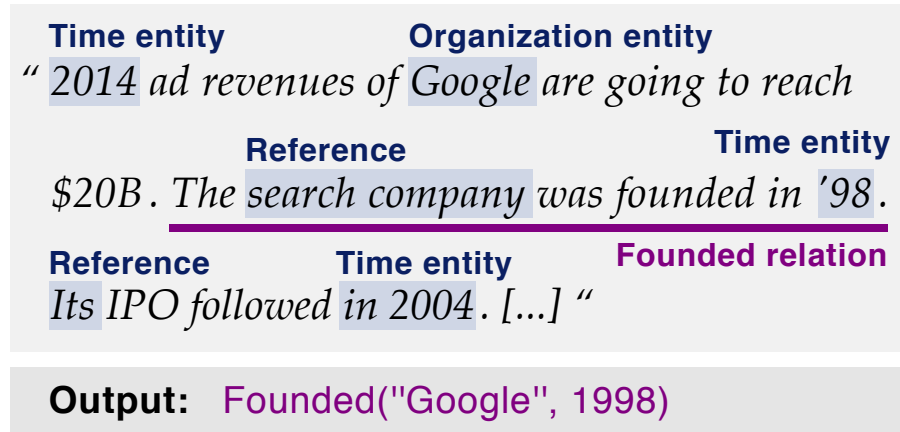 Time entity Organization entity
“ 2014 ad revenues of Google are going to reach
Reference Time entity
$20B . The search company was founded in ’98 .
Founded relation
Reference Time entity
Its IPO followed in 2004 . [...] “
Output: Founded("Google", 1998)